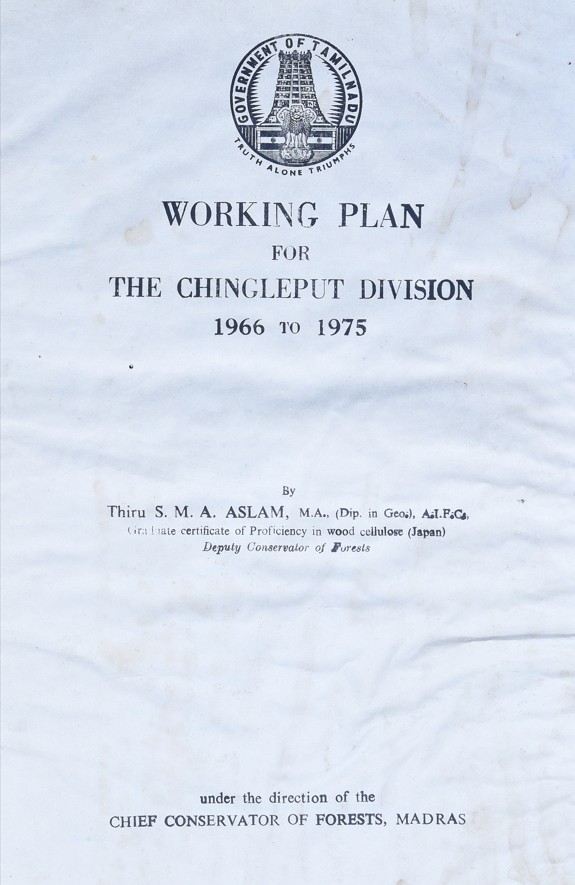 GOVERNMENT OF TAMILNADU
TRUTH ALONE TRIUMPHS
WORKING PLAN
FOR
THE CHINGLEPUT DIVISION
1966 TO 1975
By
Thiru S. M. A. ASLAM, M.A., (Dip. in Geo.), A.I.F.C.,
Graduate certificate of Proficiency in wood cellulose (Japan)
Deputy Conservator of Forests
under the direction of the
CHIEF CONSERVATOR OF FORESTS, MADRAS